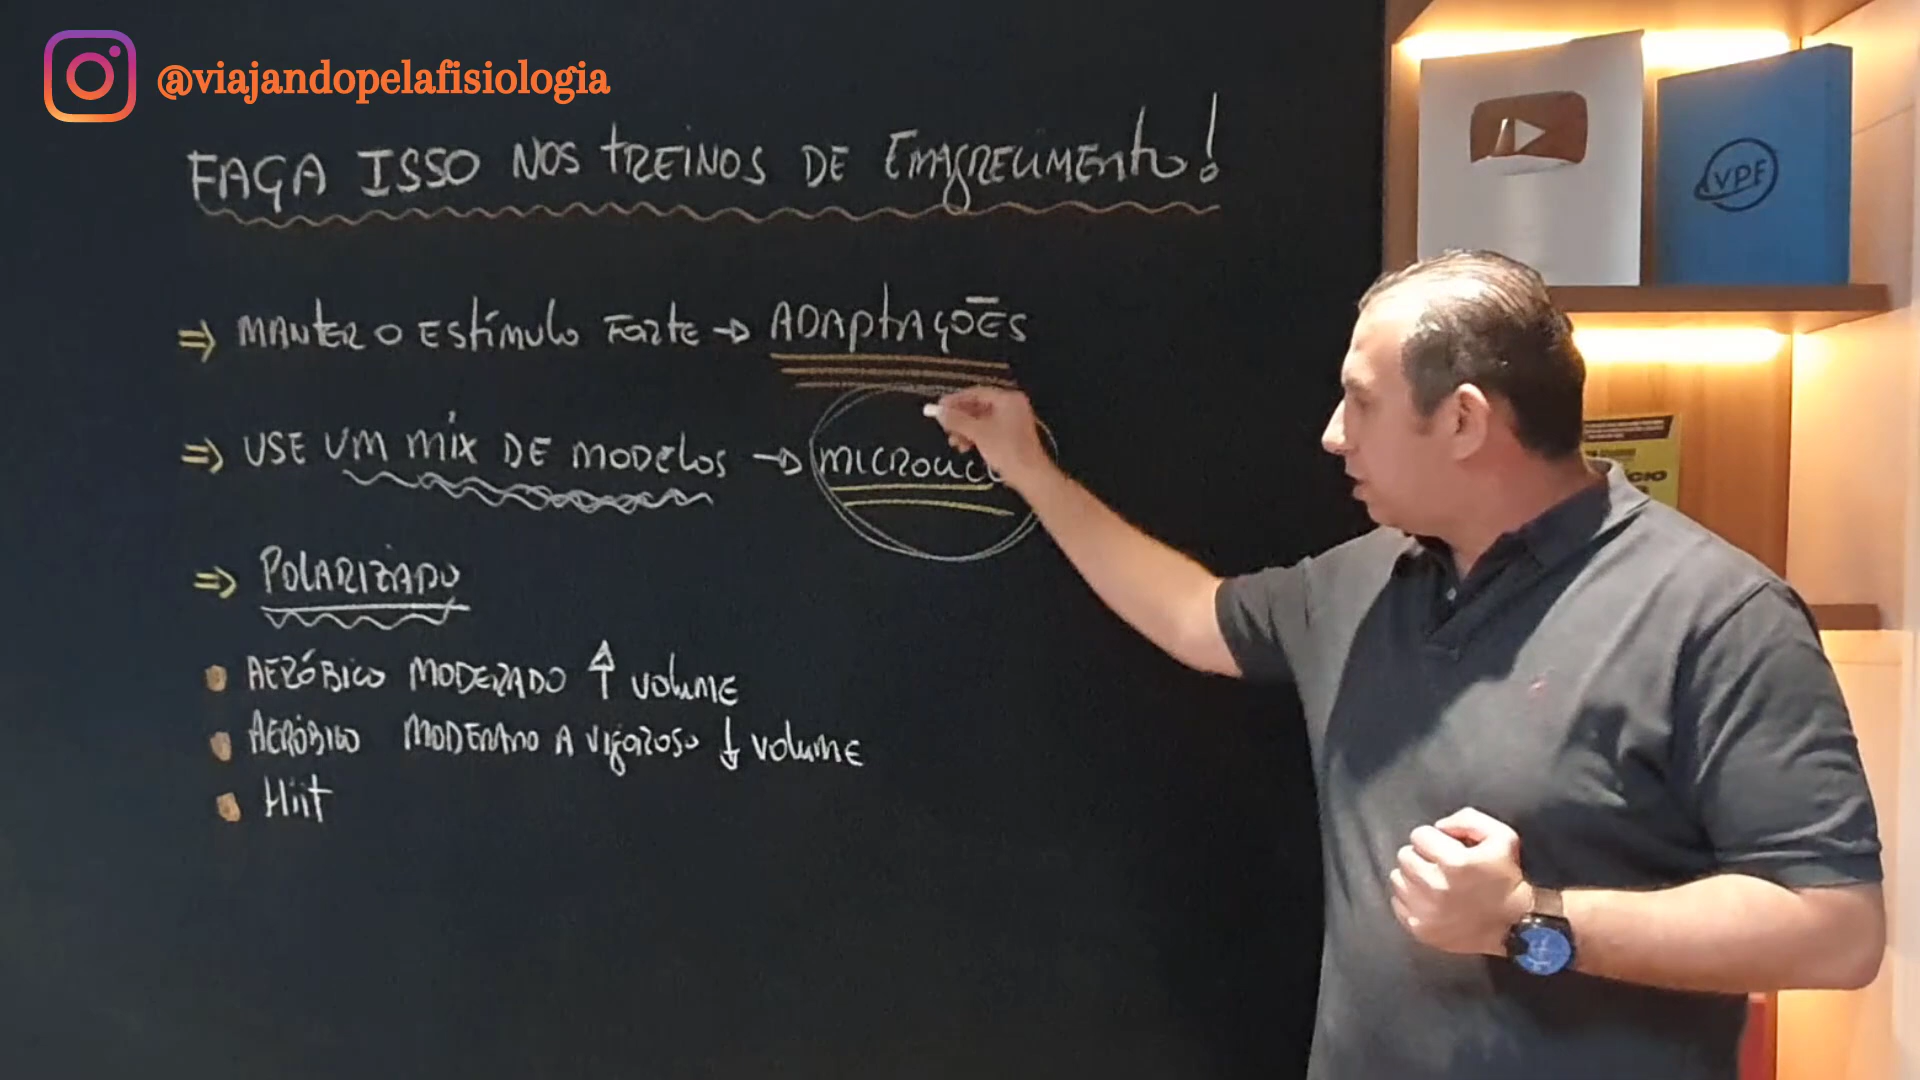 @viajandopelafisiologia
FAÇA ISSO NOS TREINOS DE EMAGRECIMENTO!
VPF
⇒ MANTER O ESTÍMULO FORTE → ADAPTAÇÕES
⇒ USE UM MIX DE MODELOS → MICROCIC
⇒ POLARIZADO
• AERÓBICO MODERADO ↑ VOLUME
• AERÓBICO MODERADO A VIGOROSO ↓ VOLUME
• Hiit